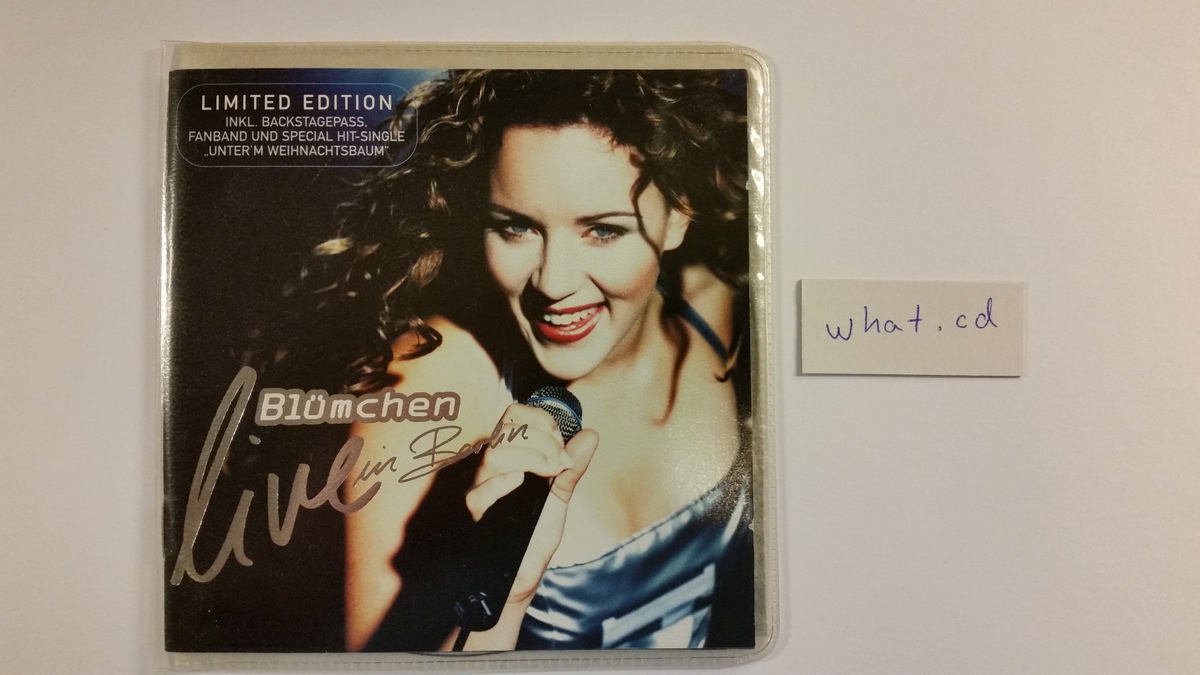 LIMITED EDITION
INKL. BACKSTAGEPASS,
FANBAND UND SPECIAL HIT-SINGLE
„UNTER'M WEIHNACHTSBAUM"
Blümchen
live in Berlin
what.cd